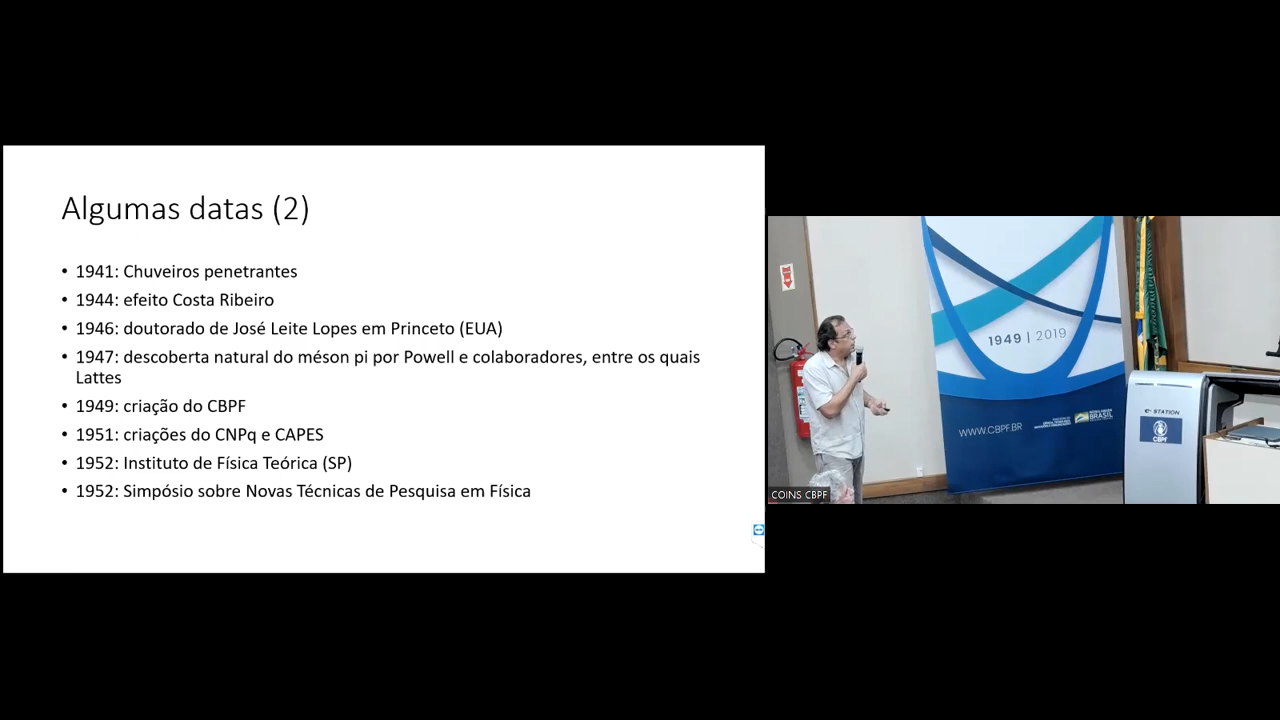 Algumas datas (2)
• 1941: Chuveiros penetrantes
• 1944: efeito Costa Ribeiro
• 1946: doutorado de José Leite Lopes em Princeto (EUA)
• 1947: descoberta natural do méson pi por Powell e colaboradores, entre os quais
Lattes
• 1949: criação do CBPF
• 1951: criações do CNPq e CAPES
• 1952: Instituto de Física Teórica (SP)
• 1952: Simpósio sobre Novas Técnicas de Pesquisa em Física
1949 | 2019
WWW.CBPF.BR
BRASIL
e-STATION
CBPF
COINS CBPF